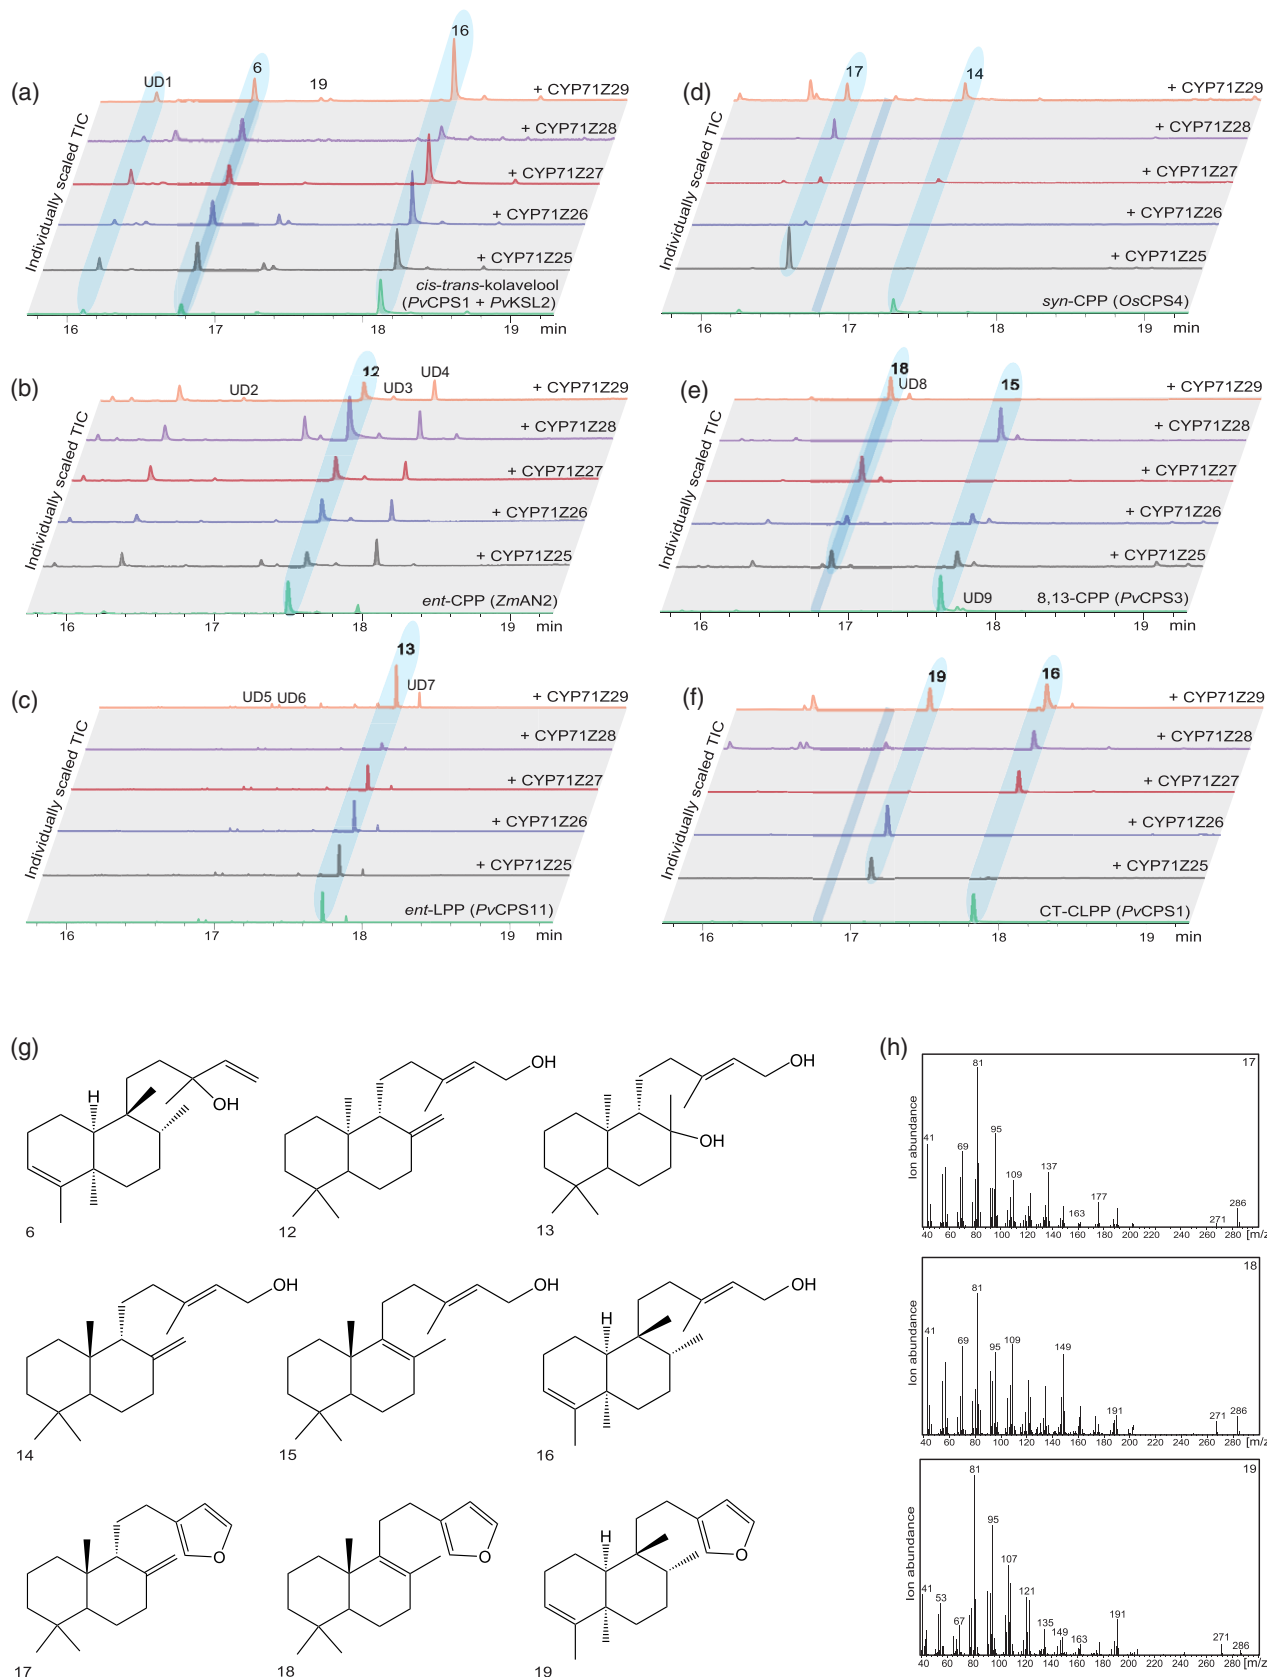 (a)
Individually scaled TIC
UD1
6
19
16
+ CYP71Z29
+ CYP71Z28
+ CYP71Z27
+ CYP71Z26
+ CYP71Z25
cis-trans-kolavelool
(PvCPS1 + PvKSL2)
16 17 18 19 min
(b)
Individually scaled TIC
UD2
12
UD3
UD4
+ CYP71Z29
+ CYP71Z28
+ CYP71Z27
+ CYP71Z26
+ CYP71Z25
ent-CPP (ZmAN2)
16 17 18 19 min
(c)
Individually scaled TIC
UD5 UD6
13
UD7
+ CYP71Z29
+ CYP71Z28
+ CYP71Z27
+ CYP71Z26
+ CYP71Z25
ent-LPP (PvCPS11)
16 17 18 19 min
(d)
Individually scaled TIC
17
14
+ CYP71Z29
+ CYP71Z28
+ CYP71Z27
+ CYP71Z26
+ CYP71Z25
syn-CPP (OsCPS4)
16 17 18 19 min
(e)
Individually scaled TIC
18
UD8
15
+ CYP71Z29
+ CYP71Z28
+ CYP71Z27
+ CYP71Z26
+ CYP71Z25
UD9
8,13-CPP (PvCPS3)
16 17 18 19 min
(f)
Individually scaled TIC
19
16
+ CYP71Z29
+ CYP71Z28
+ CYP71Z27
+ CYP71Z26
+ CYP71Z25
CT-CLPP (PvCPS1)
16 17 18 19 min
(g)
H
OH
6
OH
12
OH
OH
13
OH
14
OH
15
H
OH
16
O
17
O
18
H
O
19
(h)
Ion abundance
17
41 69 81 95 109 137 163 177 271 286
40 60 80 100 120 140 160 180 200 220 240 260 280 [m/z
Ion abundance
18
41 69 81 95 109 149 191 271 286
40 60 80 100 120 140 160 180 200 220 240 260 280 [m/z
Ion abundance
19
41 53 67 81 95 107 121 135 149 163 191 271 286
40 60 80 100 120 140 160 180 200 220 240 260 280 [m/z